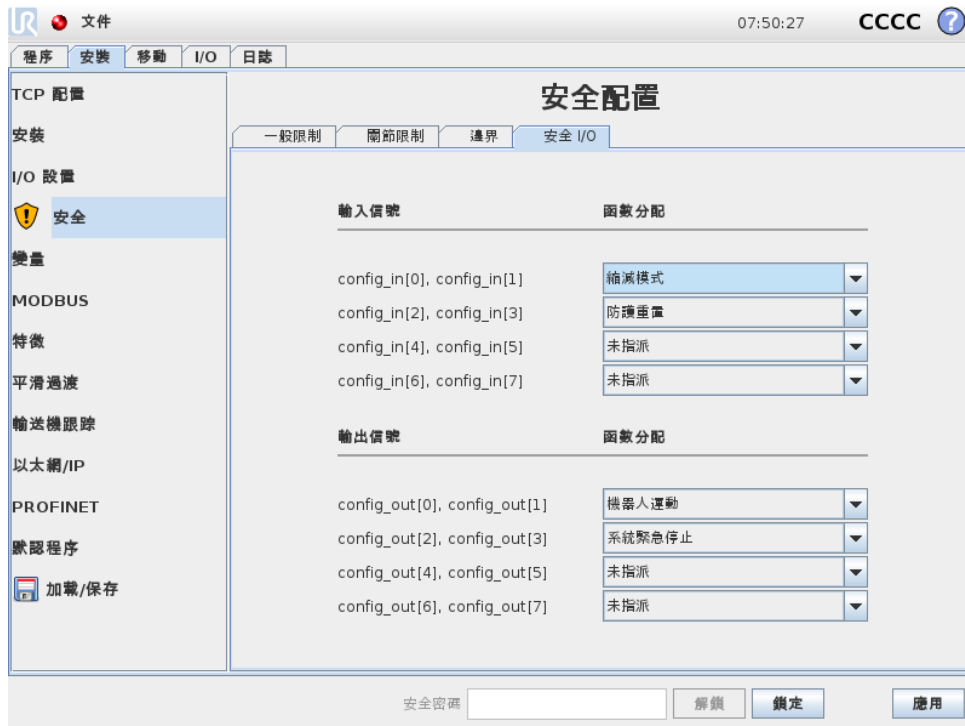 UR 文件 07:50:27 CCCC ?
程序 安裝 移動 I/O 日誌
TCP 配置
安裝
I/O 設置
安全
變量
MODBUS
特徵
平滑過渡
輸送機跟踪
以太網/IP
PROFINET
默認程序
加載/保存
安全配置
一般限制 關節限制 邊界 安全 I/O
輸入信號 函數分配
config_in[0], config_in[1] 縮減模式
config_in[2], config_in[3] 防護重置
config_in[4], config_in[5] 未指派
config_in[6], config_in[7] 未指派
輸出信號 函數分配
config_out[0], config_out[1] 機器人運動
config_out[2], config_out[3] 系統緊急停止
config_out[4], config_out[5] 未指派
config_out[6], config_out[7] 未指派
安全密碼 解鎖 鎖定 應用